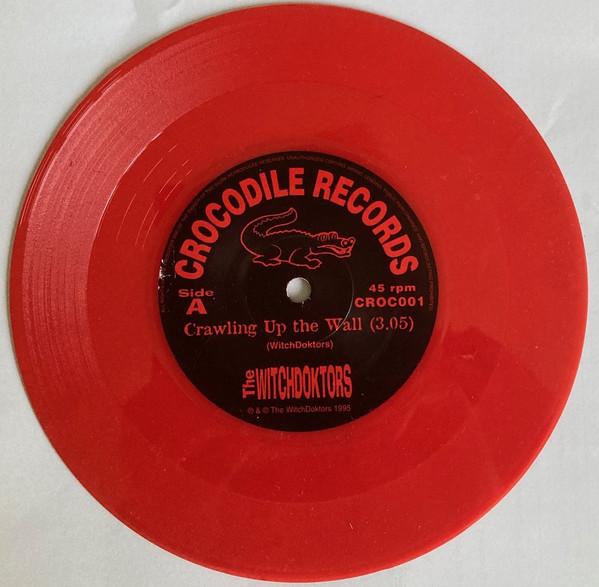 CROCODILE RECORDS
Side
A
45 rpm
CROC001
Crawling Up the Wall (3.05)
(WitchDoktors)
The WITCHDOKTORS
℗ & © The WitchDoktors 1995